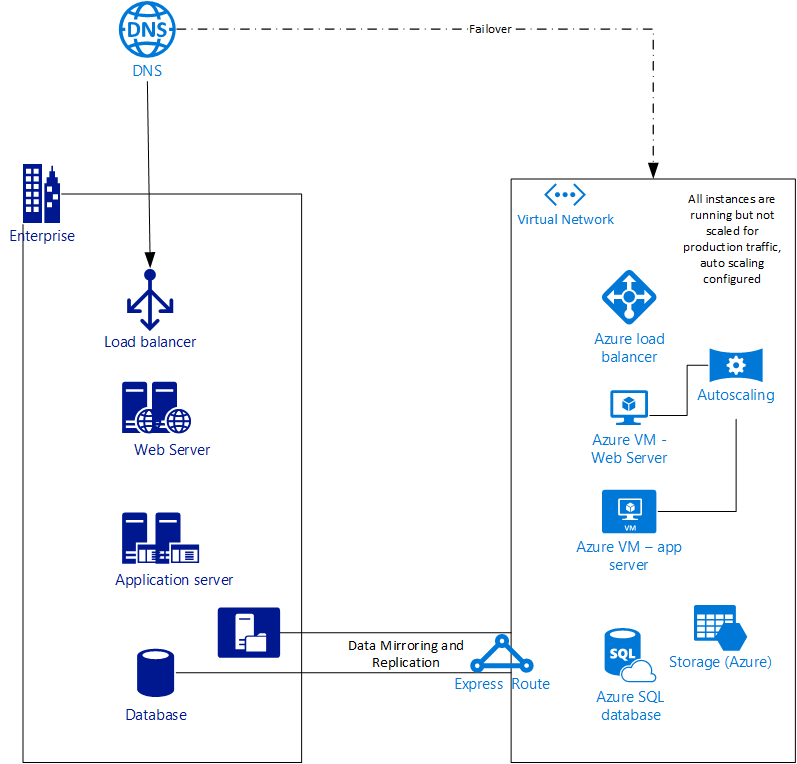 DNS
DNS
Failover
Enterprise
Virtual Network
All instances are
running but not
scaled for
production traffic,
auto scaling
configured
Load balancer
Azure load
balancer
Autoscaling
Web Server
Azure VM -
Web Server
VM
Azure VM – app
server
Application server
Data Mirroring and
Replication
Express Route
SQL
Storage (Azure)
Database
Azure SQL
database